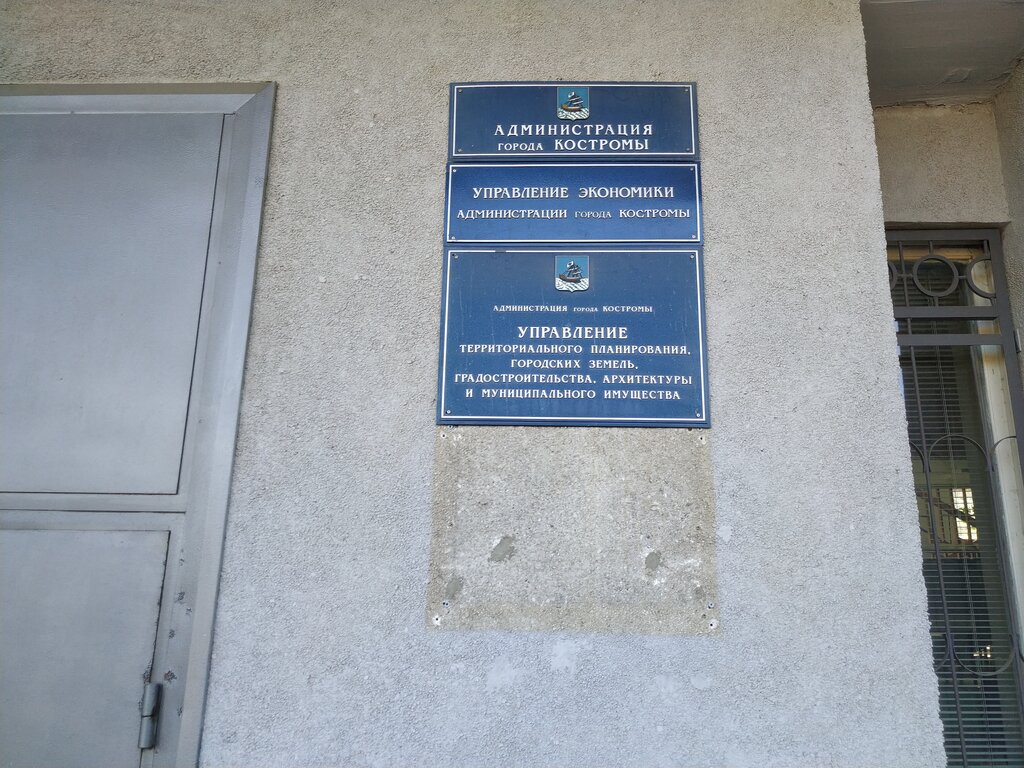 АДМИНИСТРАЦИЯ
ГОРОДА КОСТРОМЫ
УПРАВЛЕНИЕ ЭКОНОМИКИ
АДМИНИСТРАЦИИ ГОРОДА КОСТРОМЫ
АДМИНИСТРАЦИЯ ГОРОДА КОСТРОМЫ
УПРАВЛЕНИЕ
ТЕРРИТОРИАЛЬНОГО ПЛАНИРОВАНИЯ,
ГОРОДСКИХ ЗЕМЕЛЬ,
ГРАДОСТРОИТЕЛЬСТВА, АРХИТЕКТУРЫ
И МУНИЦИПАЛЬНОГО ИМУЩЕСТВА